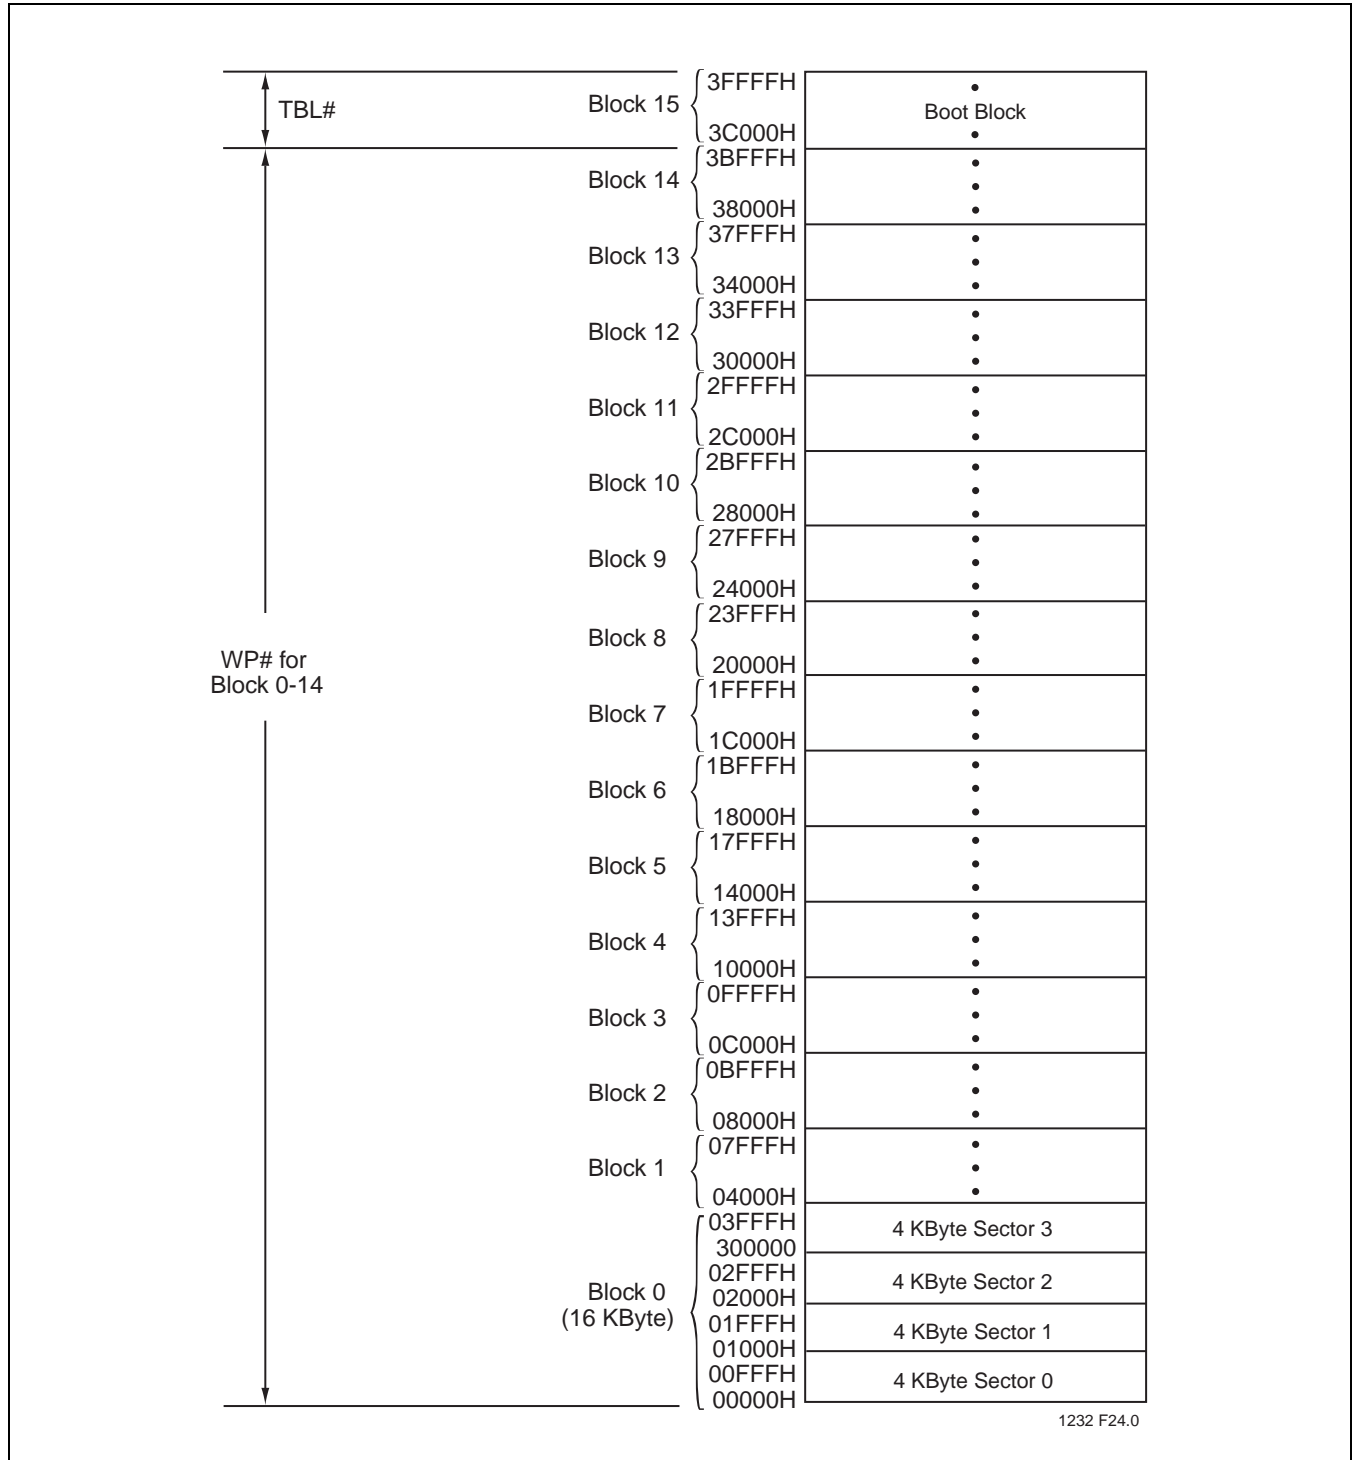 TBL#
Block 15
3FFFFH
3C000H
Boot Block
Block 14
3BFFFH
38000H
Block 13
37FFFH
34000H
Block 12
33FFFH
30000H
Block 11
2FFFFH
2C000H
Block 10
2BFFFH
28000H
Block 9
27FFFH
24000H
Block 8
23FFFH
20000H
WP# for
Block 0-14
Block 7
1FFFFH
1C000H
Block 6
1BFFFH
18000H
Block 5
17FFFH
14000H
Block 4
13FFFH
10000H
Block 3
0FFFFH
0C000H
Block 2
0BFFFH
08000H
Block 1
07FFFH
04000H
Block 0
(16 KByte)
03FFFH
300000
4 KByte Sector 3
02FFFH
02000H
4 KByte Sector 2
01FFFH
01000H
4 KByte Sector 1
00FFFH
00000H
4 KByte Sector 0
1232 F24.0